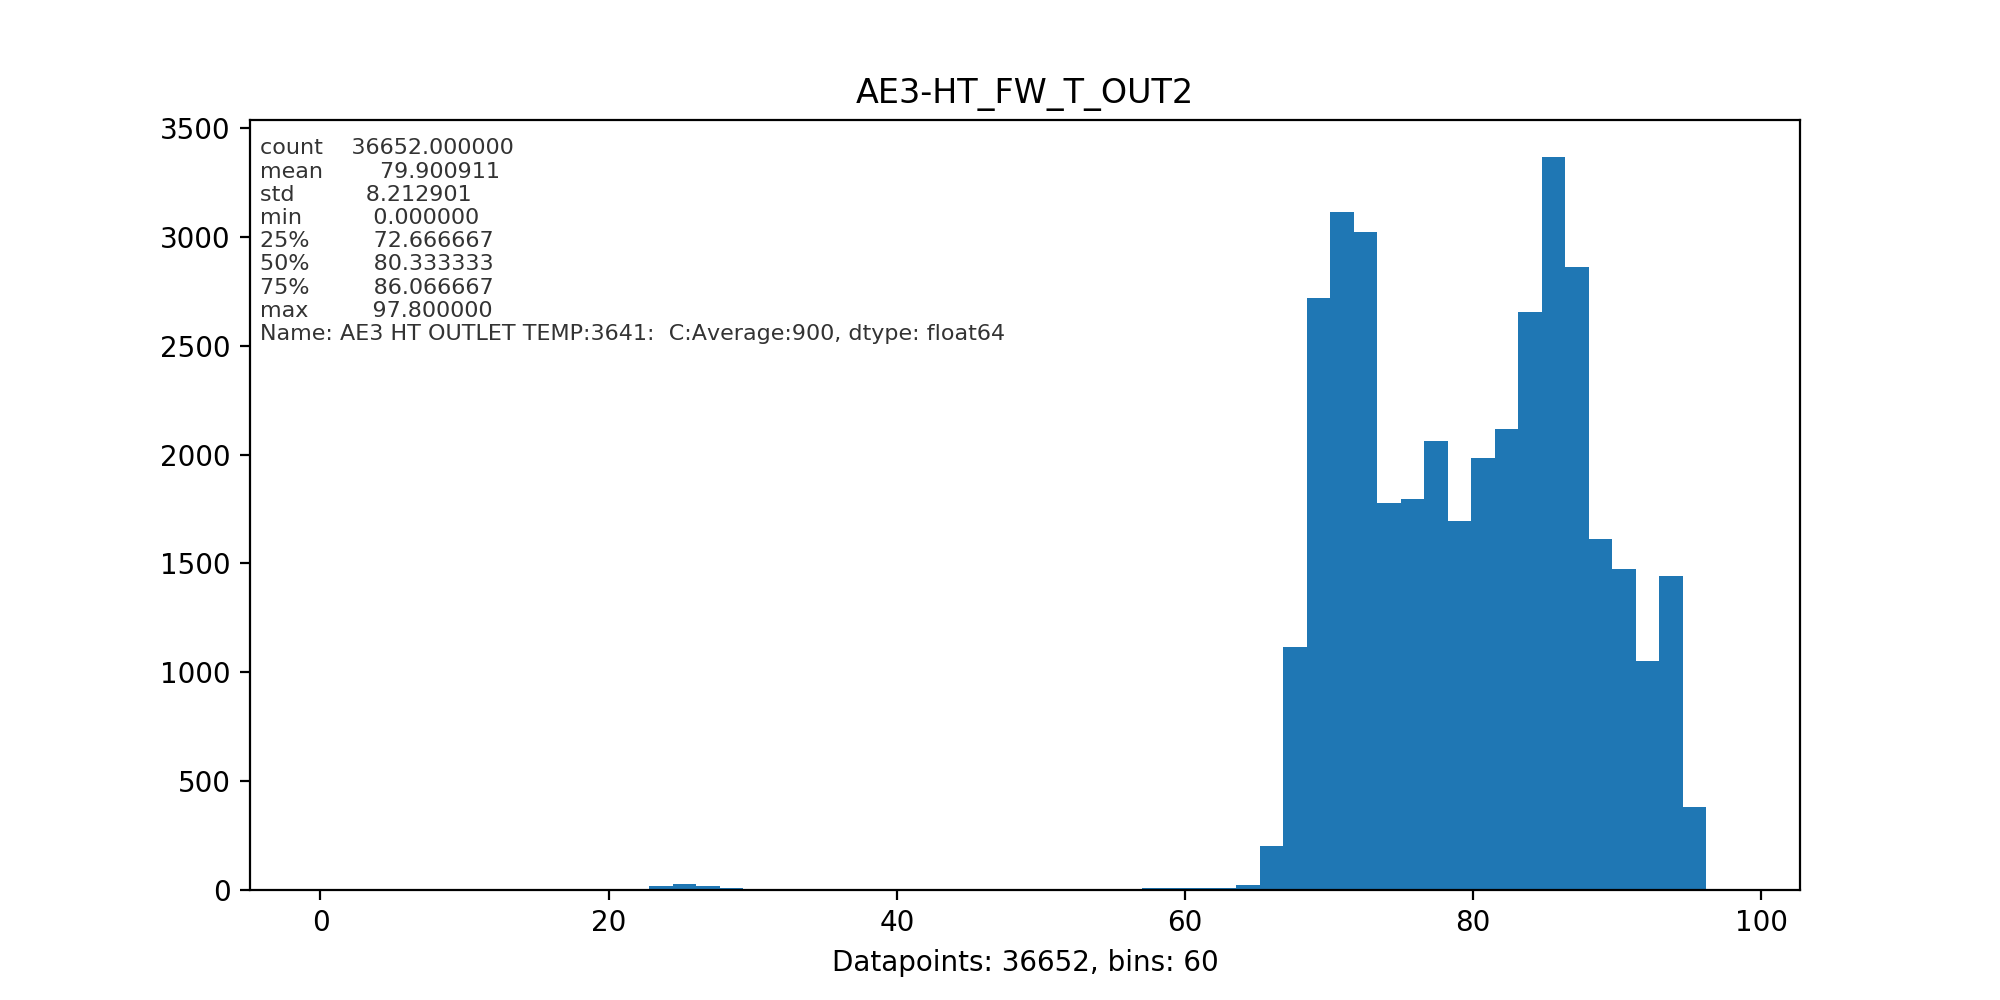 AE3-HT_FW_T_OUT2
3500
3000
2500
2000
1500
1000
500
0
count 36652.000000
mean 79.900911
std 8.212901
min 0.000000
25% 72.666667
50% 80.333333
75% 86.066667
max 97.800000
Name: AE3 HT OUTLET TEMP:3641: C:Average:900, dtype: float64
0 20 40 60 80 100
Datapoints: 36652, bins: 60